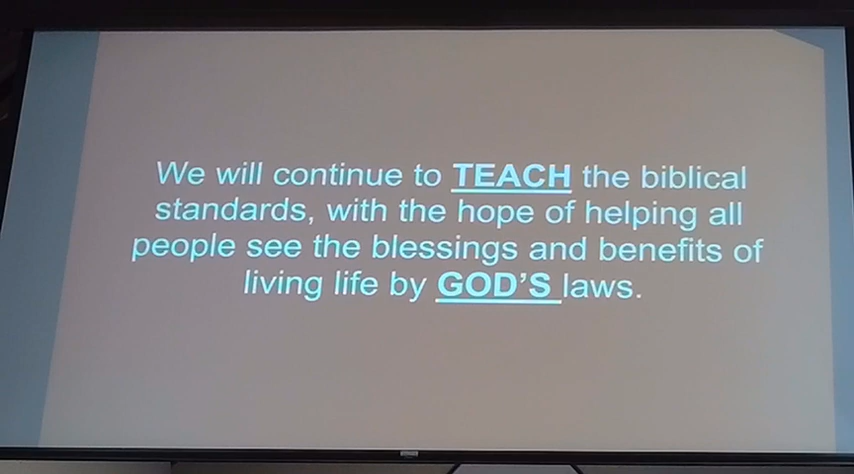 We will continue to TEACH the biblical
standards, with the hope of helping all
people see the blessings and benefits of
living life by GOD'S laws.